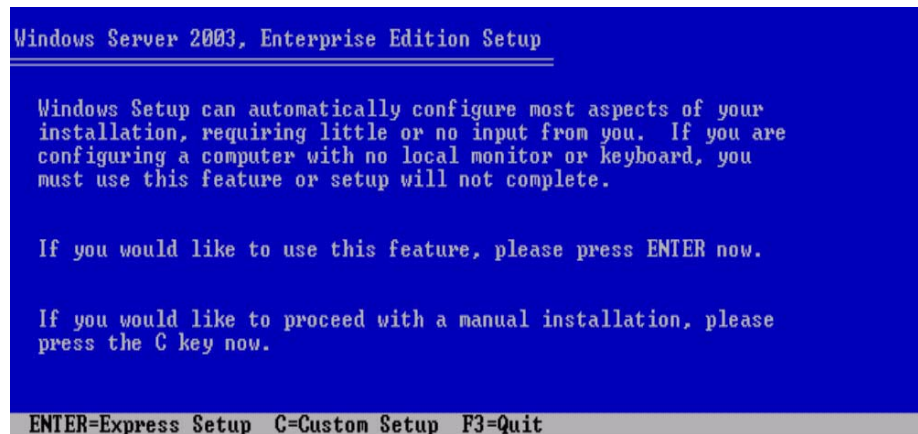 Windows Server 2003, Enterprise Edition Setup
Windows Setup can automatically configure most aspects of your
installation, requiring little or no input from you.  If you are
configuring a computer with no local monitor or keyboard, you
must use this feature or setup will not complete.
If you would like to use this feature, please press ENTER now.
If you would like to proceed with a manual installation, please
press the C key now.
ENTER=Express Setup  C=Custom Setup  F3=Quit